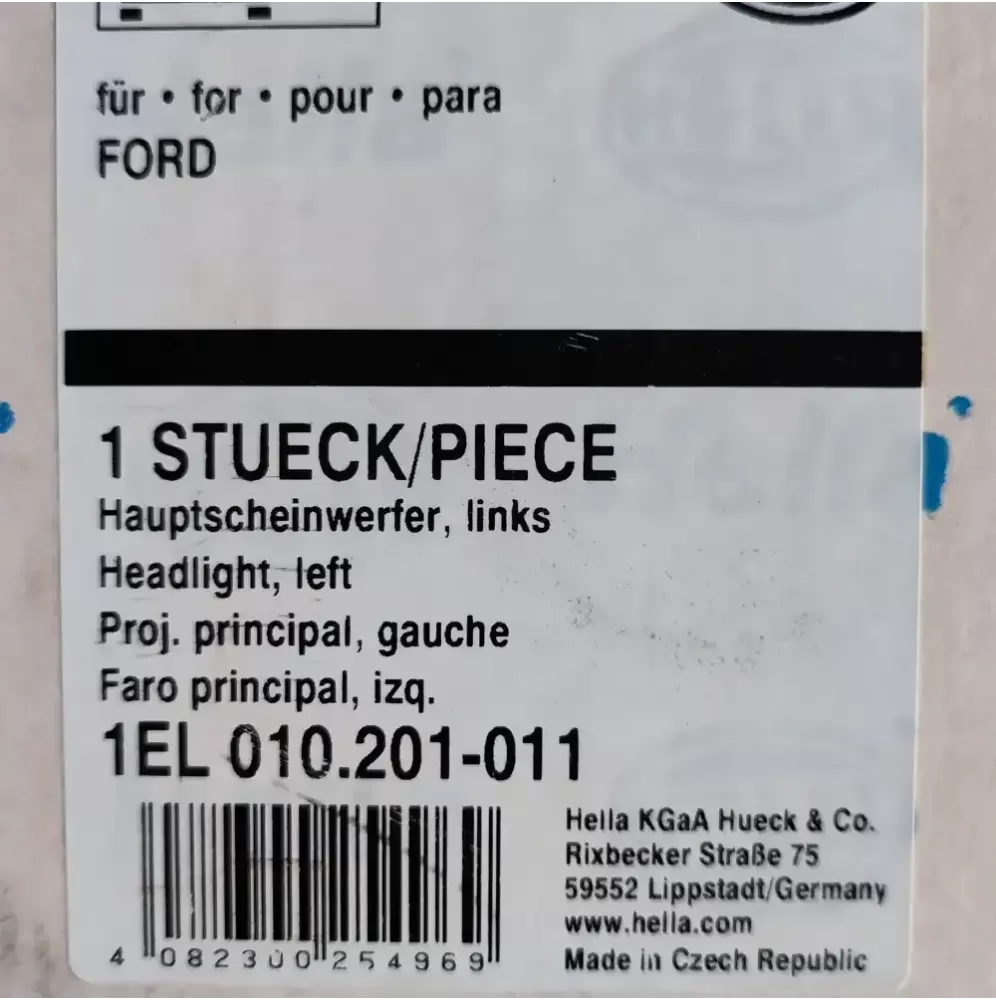 für • for • pour • para
FORD
1 STUECK/PIECE
Hauptscheinwerfer, links
Headlight, left
Proj. principal, gauche
Faro principal, izq.
1EL 010.201-011
4 082300 254969
Hella KGaA Hueck & Co.
Rixbecker Straße 75
59552 Lippstadt/Germany
www.hella.com
Made in Czech Republic